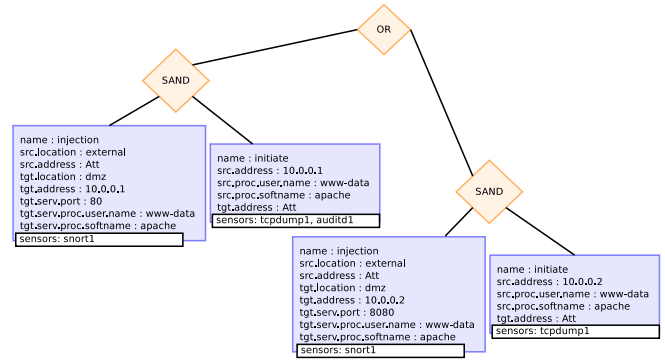 OR
SAND
name : injection
src.location : external
src.address : Att
tgt.location : dmz
tgt.address : 10.0.0.1
tgt.serv.port : 80
tgt.serv.proc.user.name : www-data
tgt.serv.proc.softname : apache
sensors: snort1
name : initiate
src.address : 10.0.0.1
src.proc.user.name : www-data
src.proc.softname : apache
tgt.address : Att
sensors: tcpdump1, auditd1
SAND
name : injection
src.location : external
src.address : Att
tgt.location : dmz
tgt.address : 10.0.0.2
tgt.serv.port : 8080
tgt.serv.proc.user.name : www-data
tgt.serv.proc.softname : apache
sensors: snort1
name : initiate
src.address : 10.0.0.2
src.proc.user.name : www-data
src.proc.softname : apache
tgt.address : Att
sensors: tcpdump1